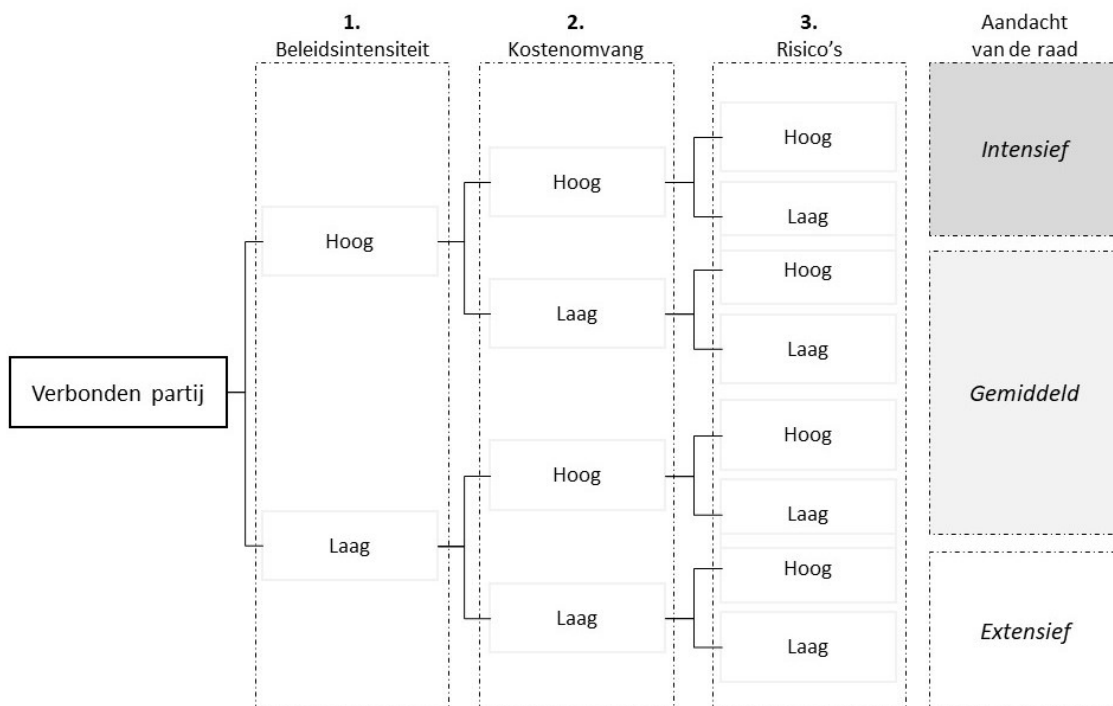 1.
Beleidsintensiteit
2.
Kostenomvang
3.
Risico's
Aandacht
van de raad
Verbonden partij
Hoog
Laag
Hoog
Laag
Hoog
Laag
Hoog
Laag
Hoog
Laag
Hoog
Laag
Hoog
Laag
Intensief
Gemiddeld
Extensief